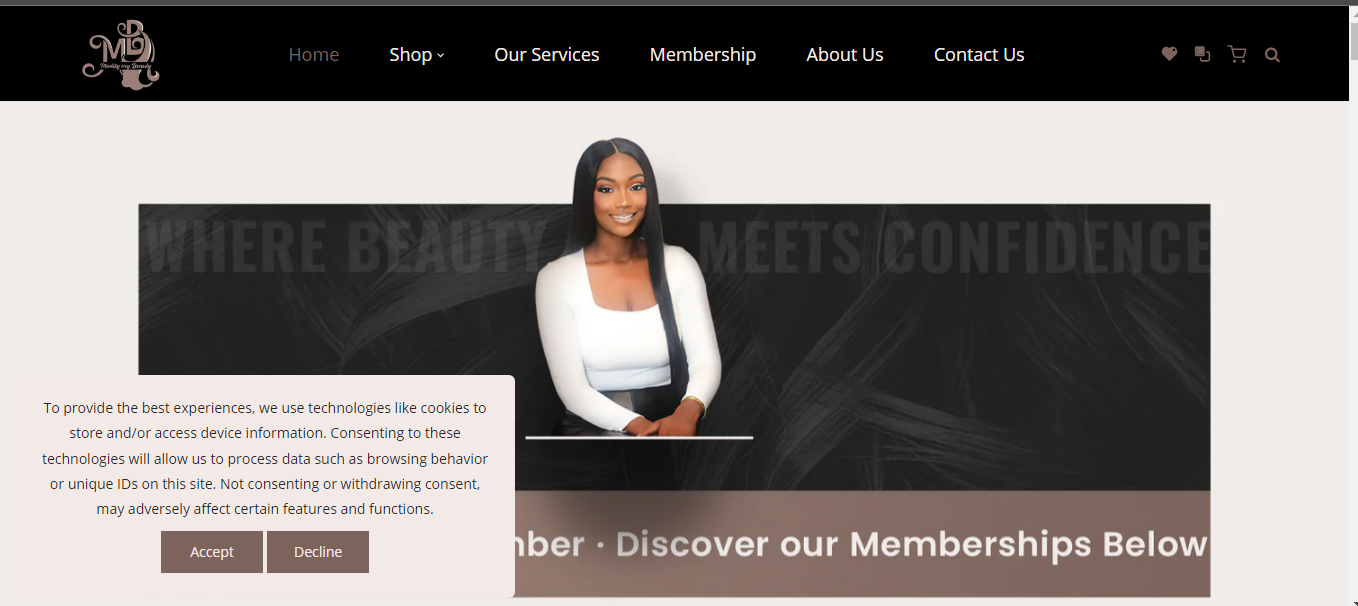 MDB
Modify my Beauty
Home
Shop
Our Services
Membership
About Us
Contact Us
WHERE BEAUTY MEETS CONFIDENCE
To provide the best experiences, we use technologies like cookies to
store and/or access device information. Consenting to these
technologies will allow us to process data such as browsing behavior
or unique IDs on this site. Not consenting or withdrawing consent,
may adversely affect certain features and functions.
Accept
Decline
· Discover our Memberships Below